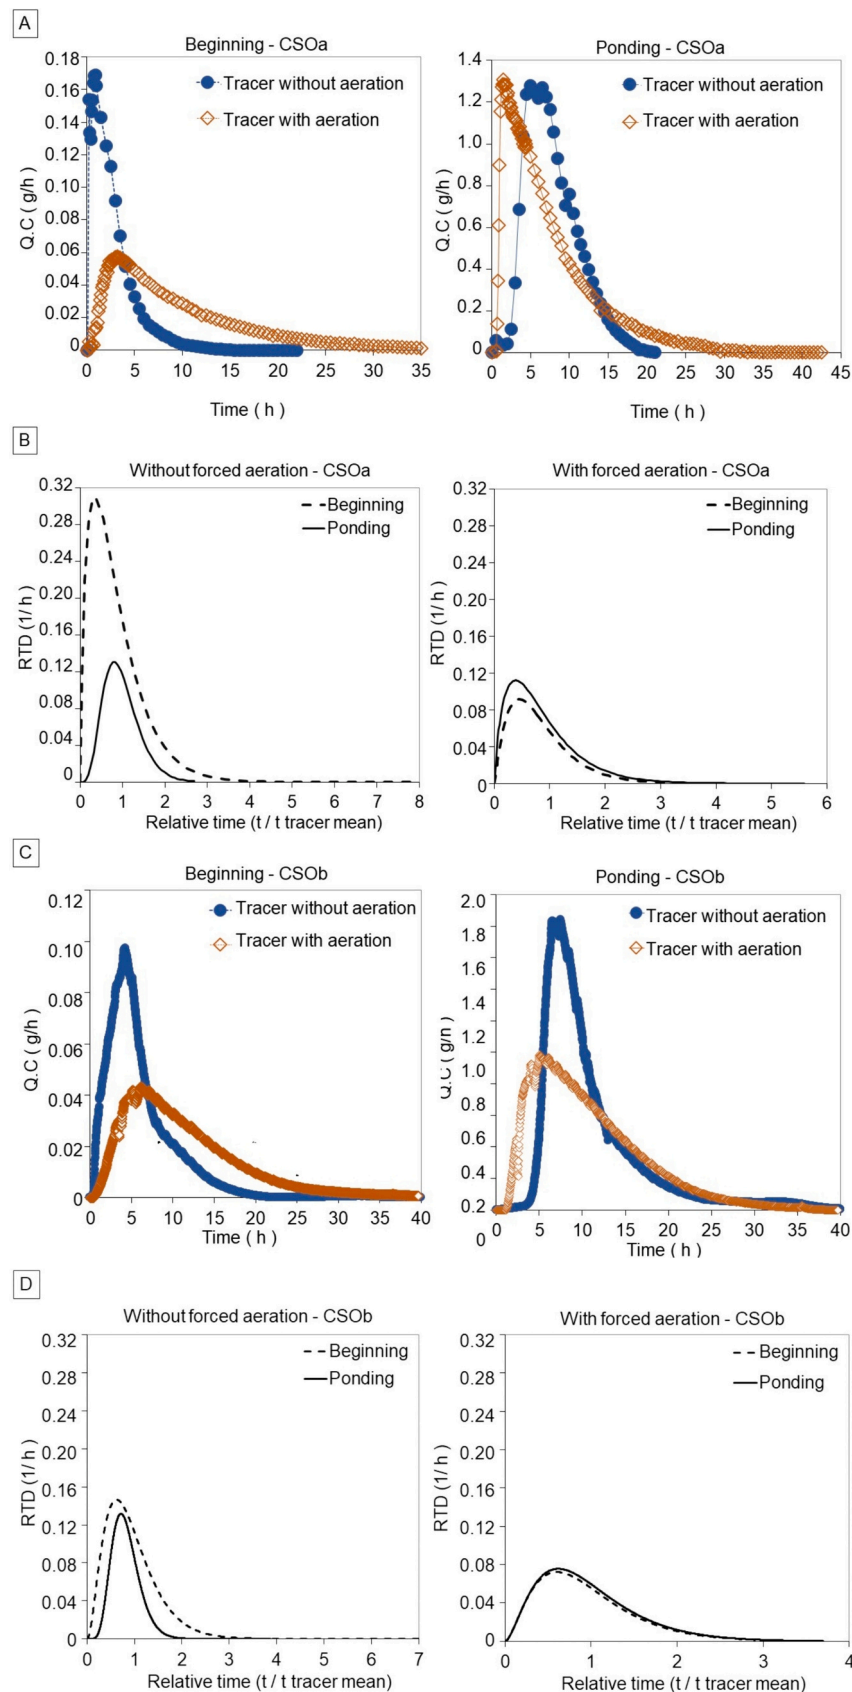 A
Beginning - CSOa
0.18
0.16
0.14
0.12
0.10
0.08
0.06
0.04
0.02
0
Q.C ( g/h )
Tracer without aeration
Tracer with aeration
0 5 10 15 20 25 30 35
Time ( h )
Ponding - CSOa
1.4
1.2
1.0
0.8
0.6
0.4
0.2
0
Q.C ( g/h )
Tracer without aeration
Tracer with aeration
0 5 10 15 20 25 30 35 40 45
Time ( h )
B
Without forced aeration - CSOa
0.32
0.28
0.24
0.20
0.16
0.12
0.08
0.04
0
RTD (1/ h )
Beginning
Ponding
0 1 2 3 4 5 6 7 8
Relative time (t / t tracer mean)
With forced aeration - CSOa
0.32
0.28
0.24
0.20
0.16
0.12
0.08
0.04
0
RTD (1/ h )
Beginning
Ponding
0 1 2 3 4 5 6
Relative time (t / t tracer mean)
C
Beginning - CSOb
0.12
0.10
0.08
0.06
0.04
0.02
0
Q.C ( g/h )
Tracer without aeration
Tracer with aeration
0 5 10 15 20 25 30 35 40
Time ( h )
Ponding - CSOb
2.0
1.8
1.6
1.4
1.2
1.0
0.8
0.6
0.4
0.2
0
Q.C ( g/h )
Tracer without aeration
Tracer with aeration
5 10 15 20 25 30 35 40
Time ( h )
D
Without forced aeration - CSOb
0.32
0.28
0.24
0.20
0.16
0.12
0.08
0.04
0
RTD (1/ h )
Beginning
Ponding
0 1 2 3 4 5 6 7
Relative time (t / t tracer mean)
With forced aeration - CSOb
0.32
0.28
0.24
0.20
0.16
0.12
0.08
0.04
0
RTD (1/ h )
Beginning
Ponding
0 1 2 3 4
Relative time (t / t tracer mean)